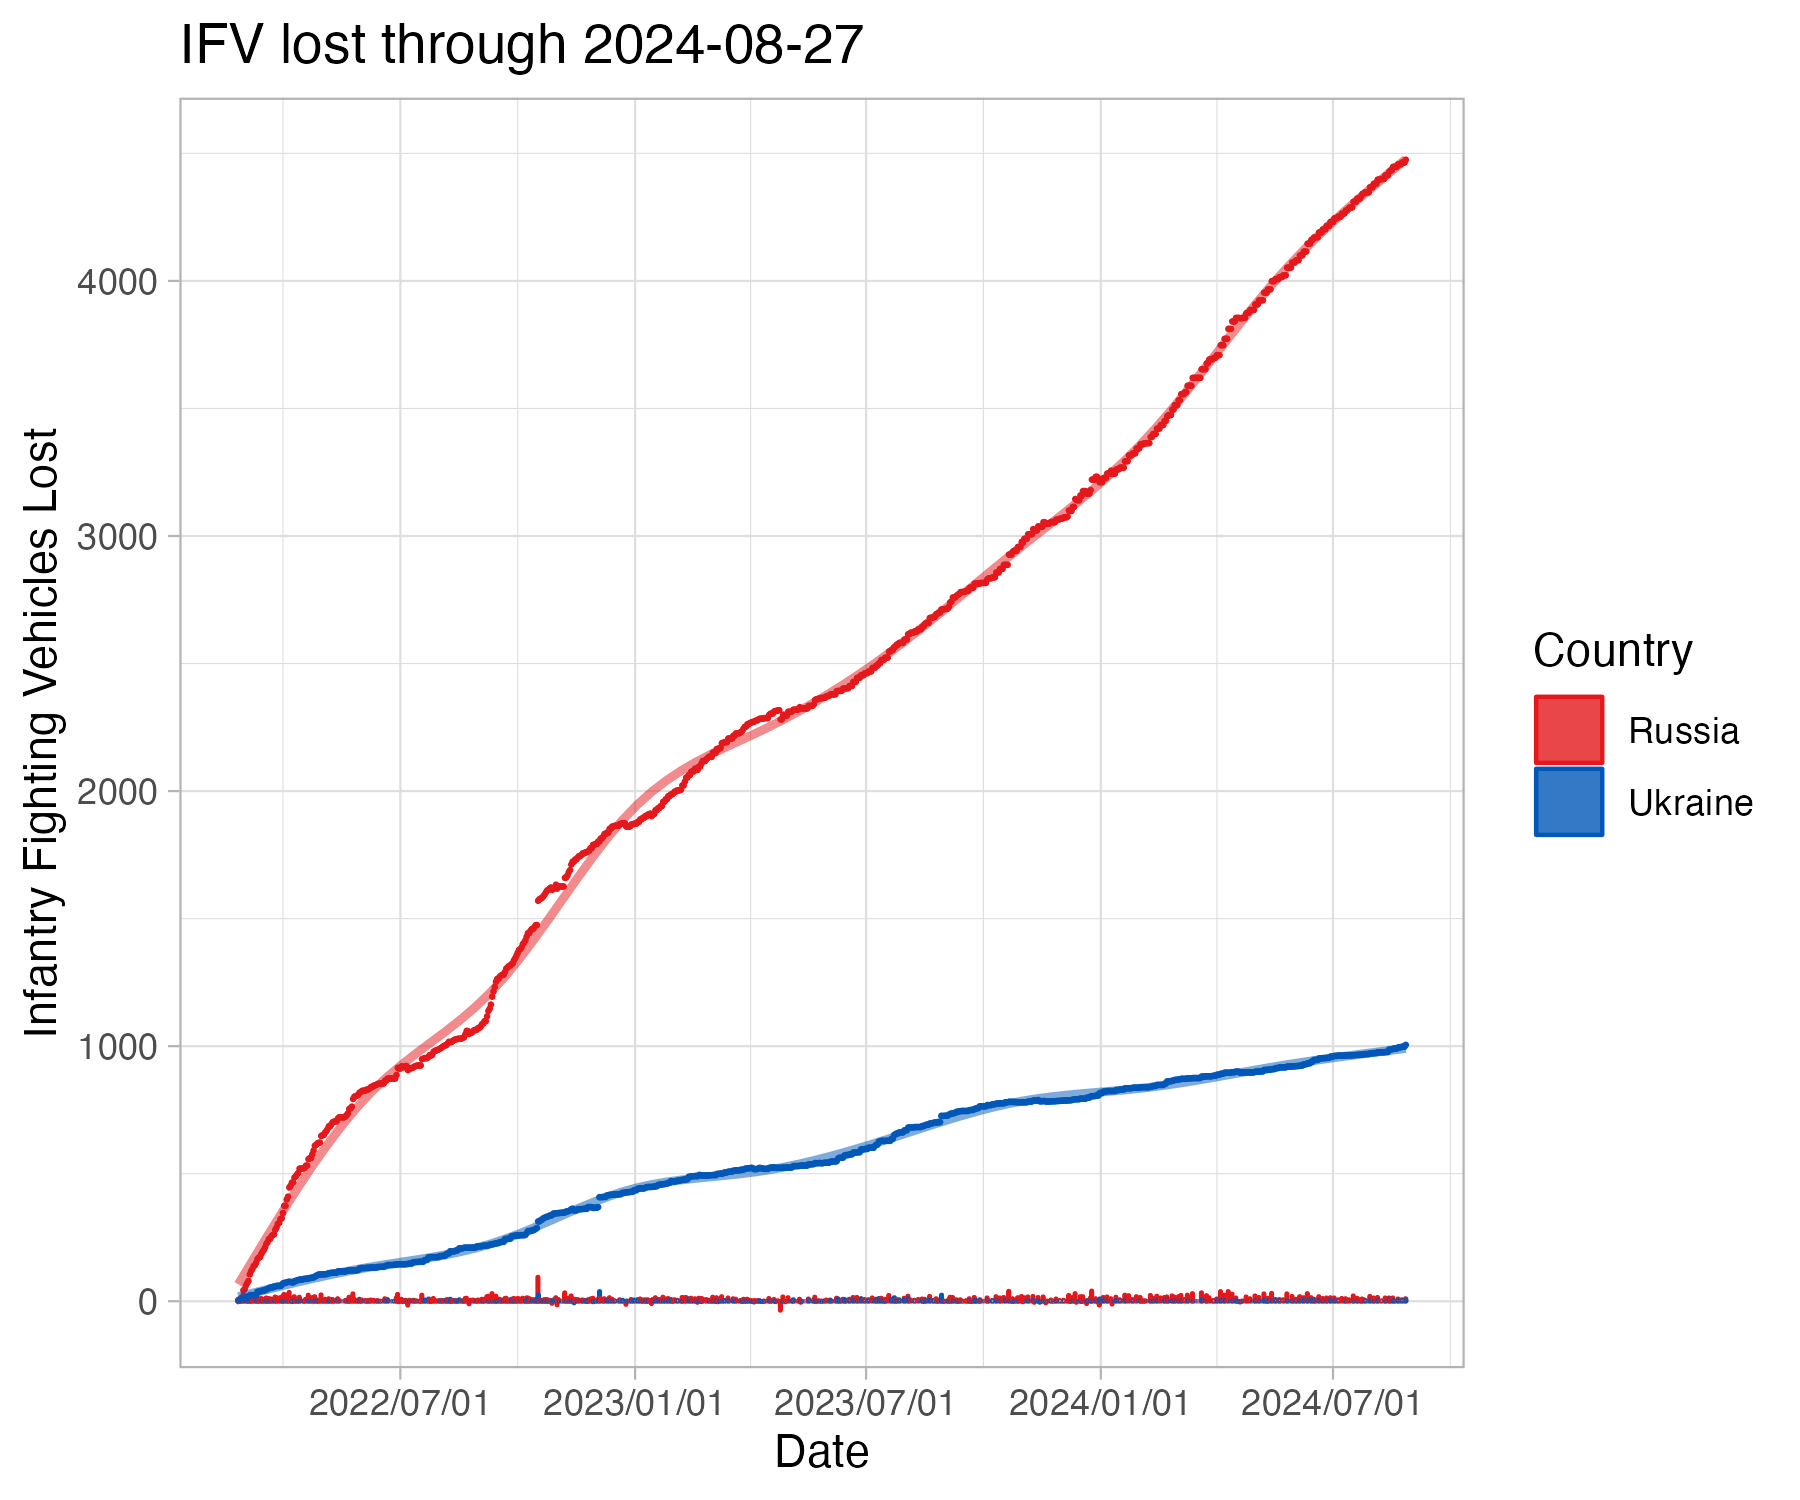 IFV lost through 2024-08-27
Infantry Fighting Vehicles Lost
4000
3000
2000
1000
0
2022/07/01
2023/01/01
2023/07/01
2024/01/01
2024/07/01
Date
Country
Russia
Ukraine